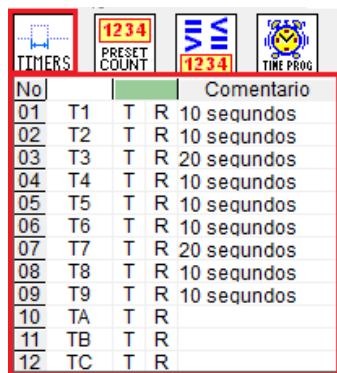 TIMERS
1234
PRESET
COUNT
1234
TIME PROG
No Comentario
01 T1 T R 10 segundos
02 T2 T R 10 segundos
03 T3 T R 20 segundos
04 T4 T R 10 segundos
05 T5 T R 10 segundos
06 T6 T R 10 segundos
07 T7 T R 20 segundos
08 T8 T R 10 segundos
09 T9 T R 10 segundos
10 TA T R
11 TB T R
12 TC T R